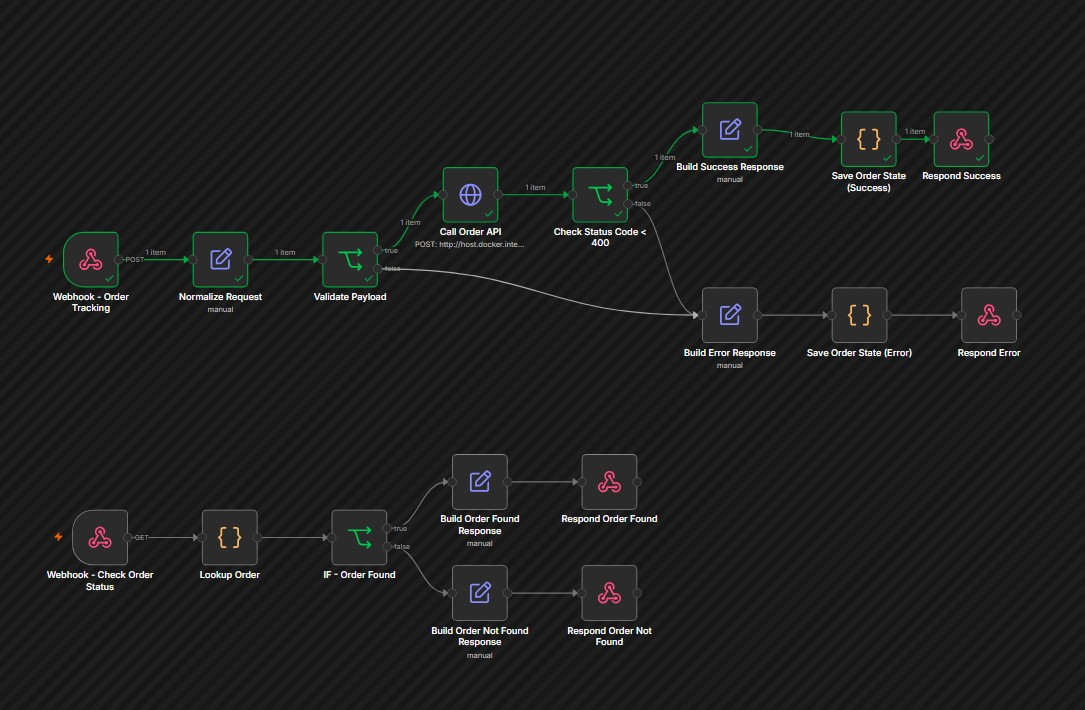 1 item
Build Success Response
manual
1 item
Save Order State
(Success)
1 item
Respond Success
1 item
Call Order API
POST: http://host.docker.inte...
1 item
true
false
Check Status Code <
400
POST
1 item
Webhook - Order
Tracking
1 item
Normalize Request
manual
true
false
Validate Payload
Build Error Response
manual
Save Order State (Error)
Respond Error
GET
Webhook - Check Order
Status
Lookup Order
true
false
IF - Order Found
Build Order Found
Response
manual
Respond Order Found
Build Order Not Found
Response
manual
Respond Order Not
Found